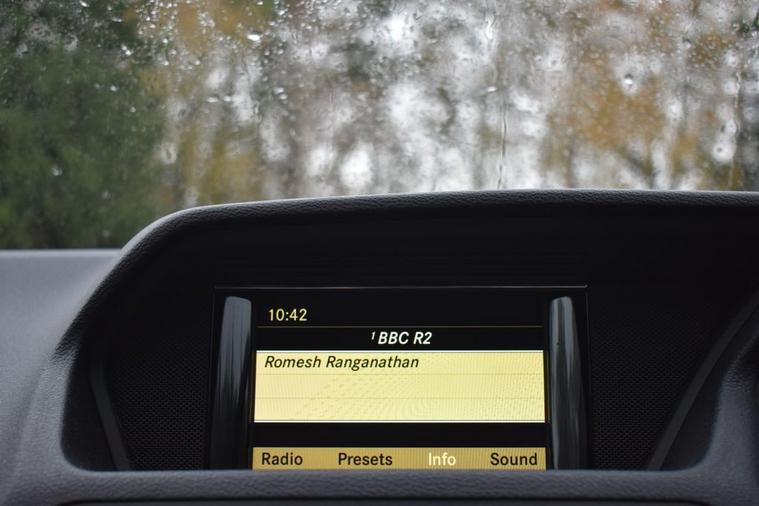 10:42
1 BBC R2
Romesh Ranganathan
Radio Presets Info Sound